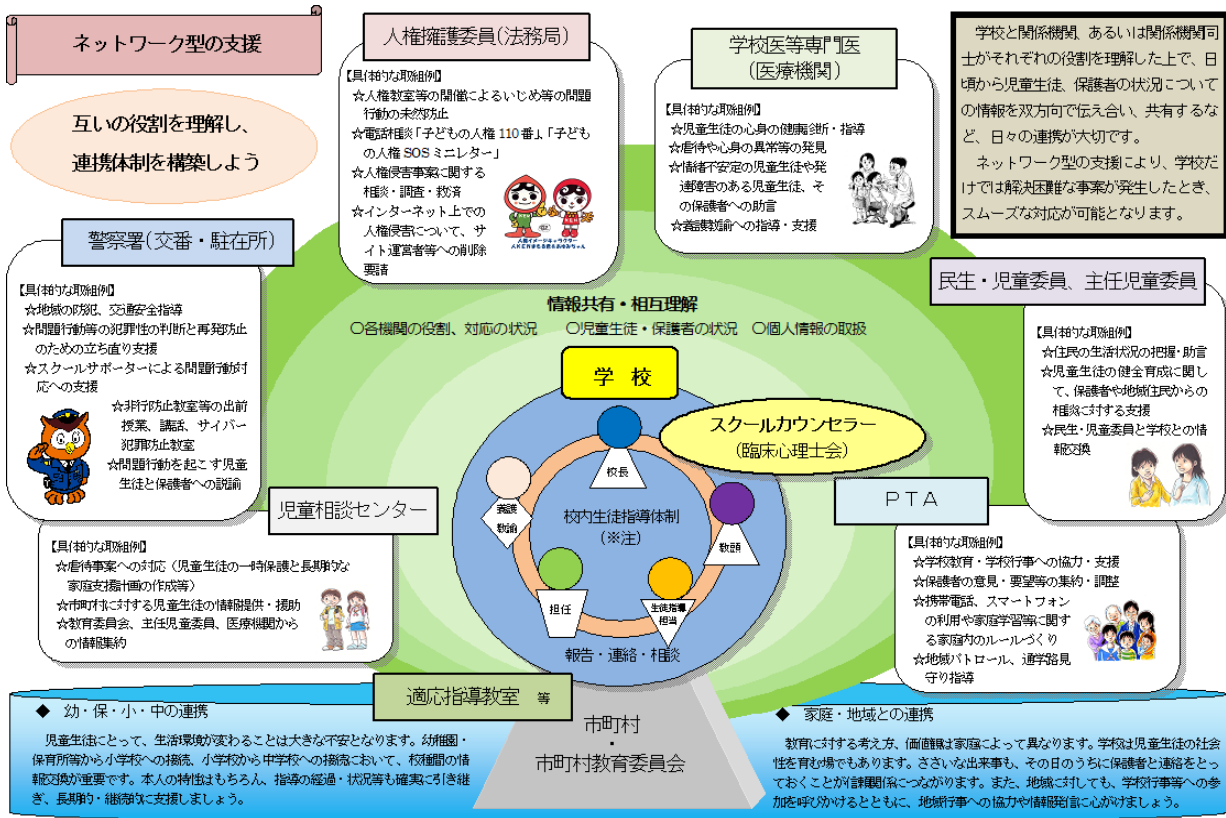 ネットワーク型の支援
互いの役割を理解し、
連携体制を構築しよう
人権擁護委員(法務局)
【具体的な取組例】
☆人権教室等の開催によるいじめ等の問題
行動の未然防止
☆電話相談「子どもの人権110番」、「子ども
の人権SOSミニレター」
☆人権侵害事案に関する
相談・調査・救済
☆インターネット上での
人権侵害について、サ
イト運営者等への削除
要請
人権イメージキャラクター
人KENまもる君&人KENあゆみちゃん
学校医等専門医
(医療機関)
【具体的な取組例】
☆児童生徒の心身の健康診断・指導
☆虐待や心身の異常等の発見
☆情緒不安定の児童生徒や発
達障害のある児童生徒、そ
の保護者への助言
☆養護教諭への指導・支援
学校と関係機関、あるいは関係機関同
士がそれぞれの役割を理解した上で、日
頃から児童生徒、保護者の状況について
の情報を双方向で伝え合い、共有するな
ど、日々の連携が大切です。
ネットワーク型の支援により、学校だ
けでは解決困難な事案が発生したとき、
スムーズな対応が可能となります。
警察署(交番・駐在所)
【具体的な取組例】
☆地域の防犯、交通安全指導
☆問題行動等の犯罪性の判断と再発防止
のための立ち直り支援
☆スクールサポーターによる問題行動対
応への支援
☆非行防止教室等の出前
授業、講話、サイバー
犯罪防止教室
☆問題行動を起こす児童
生徒と保護者への説諭
民生・児童委員、主任児童委員
【具体的な取組例】
☆住民の生活状況の把握・助言
☆児童生徒の健全育成に関し
て、保護者や地域住民からの
相談に対する支援
☆民生・児童委員と学校との情
報交換
情報共有・相互理解
○各機関の役割、対応の状況 ○児童生徒・保護者の状況 ○個人情報の取扱
学 校
スクールカウンセラー
(臨床心理士会)
校長
養護
教諭
校内生徒指導体制
(※注)
教頭
担任
生徒指導
担当
報告・連絡・相談
児童相談センター
【具体的な取組例】
☆虐待事案への対応(児童生徒の一時保護と長期的な
家庭支援計画の作成等)
☆市町村に対する児童生徒の情報提供・援助
☆教育委員会、主任児童委員、医療機関から
の情報集約
PTA
【具体的な取組例】
☆学校教育・学校行事への協力・支援
☆保護者の意見・要望等の集約・調整
☆携帯電話、スマートフォン
の利用や家庭学習等に関す
る家庭内のルールづくり
☆地域パトロール、通学路見
守り指導
適応指導教室 等
市町村
・
市町村教育委員会
◆ 幼・保・小・中の連携
児童生徒にとって、生活環境が変わることは大きな不安となります。幼稚園・
保育所等から小学校への接続、小学校から中学校への接続において、校種間の情
報交換が重要です。本人の特性はもちろん、指導の経過・状況等も確実に引き継
ぎ、長期的・継続的に支援しましょう。
◆ 家庭・地域との連携
教育に対する考え方、価値観は家庭によって異なります。学校は児童生徒の社会
性を育む場でもあります。ささいな出来事も、その日のうちに保護者と連絡をとっ
ておくことが信頼関係につながります。また、地域に対しても、学校行事等への参
加を呼びかけるとともに、地域行事への協力や情報発信に心がけましょう。